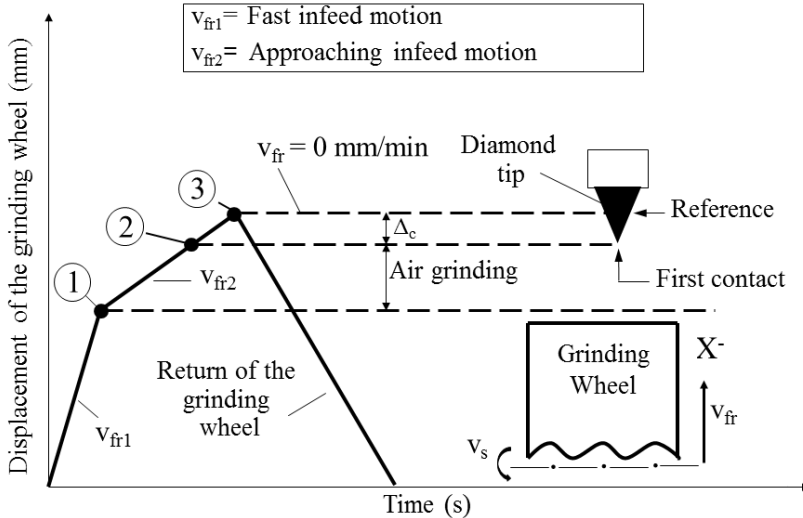 v_fr1= Fast infeed motion
v_fr2= Approaching infeed motion
Displacement of the grinding wheel (mm)
v_fr = 0 mm/min
Diamond
tip
3
2
1
Δ_c
Reference
Air grinding
First contact
v_fr2
v_fr1
Return of the
grinding
wheel
Grinding
Wheel
X⁻
v_fr
v_s
Time (s)